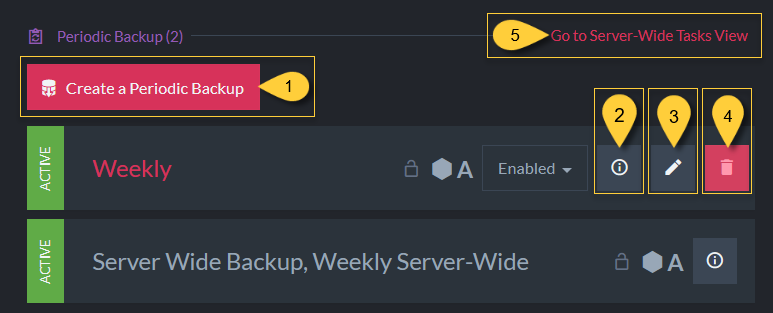 Periodic Backup (2)
5
Go to Server-Wide Tasks View
Create a Periodic Backup
1
2
3
4
ACTIVE
Weekly
A
Enabled
ACTIVE
Server Wide Backup, Weekly Server-Wide
A